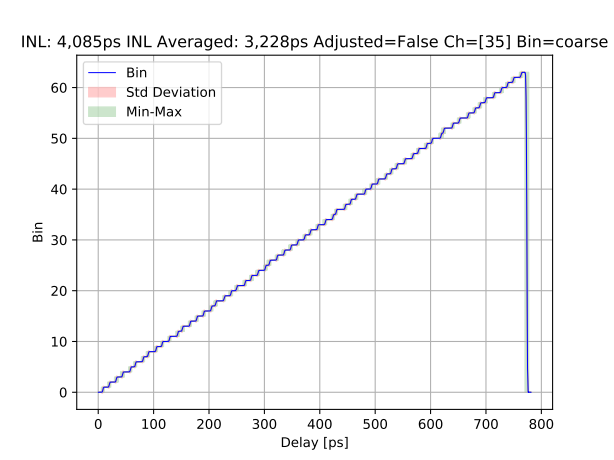 INL: 4,085ps INL Averaged: 3,228ps Adjusted=False Ch=[35] Bin=coarse
Bin
Std Deviation
Min-Max
60
50
40
30
20
10
0
Bin
0 100 200 300 400 500 600 700 800
Delay [ps]